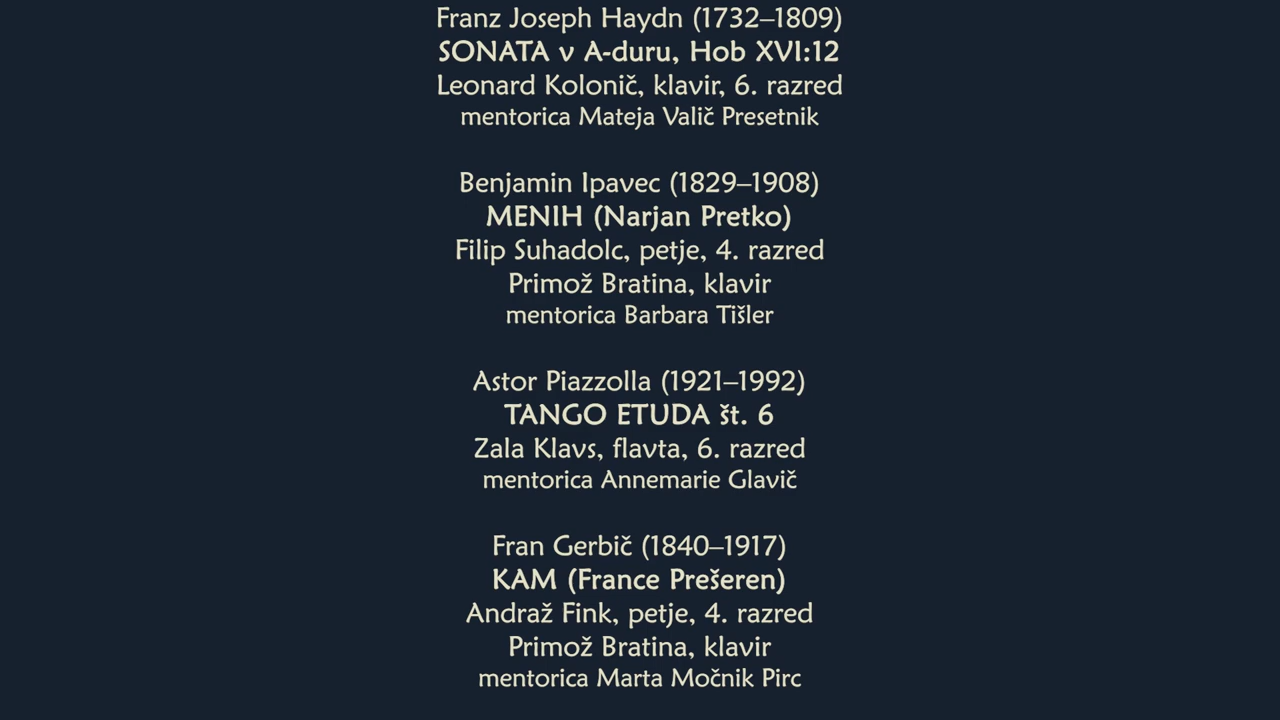 Franz Joseph Haydn (1732–1809)
SONATA v A-duru, Hob XVI:12
Leonard Kolonič, klavir, 6. razred
mentorica Mateja Valič Presetnik
Benjamin Ipavec (1829–1908)
MENIH (Narjan Pretko)
Filip Suhadolc, petje, 4. razred
Primož Bratina, klavir
mentorica Barbara Tišler
Astor Piazzolla (1921–1992)
TANGO ETUDA št. 6
Zala Klavs, flavta, 6. razred
mentorica Annemarie Glavič
Fran Gerbič (1840–1917)
KAM (France Prešeren)
Andraž Fink, petje, 4. razred
Primož Bratina, klavir
mentorica Marta Močnik Pirc